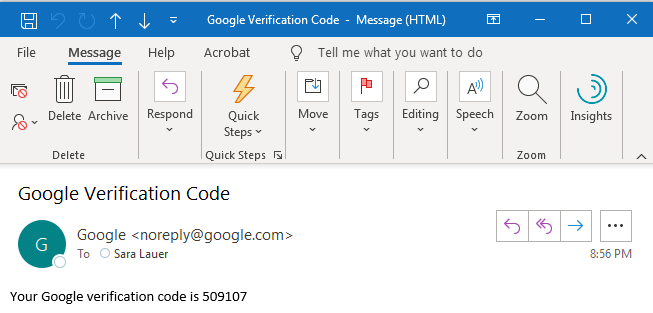 Google Verification Code - Message (HTML)
File Message Help Acrobat Tell me what you want to do
Delete Archive Respond Quick Steps Move Tags Editing Speech Zoom Insights
Delete Quick Steps Zoom
Google Verification Code
G Google <noreply@google.com>
To Sara Lauer 8:56 PM
Your Google verification code is 509107